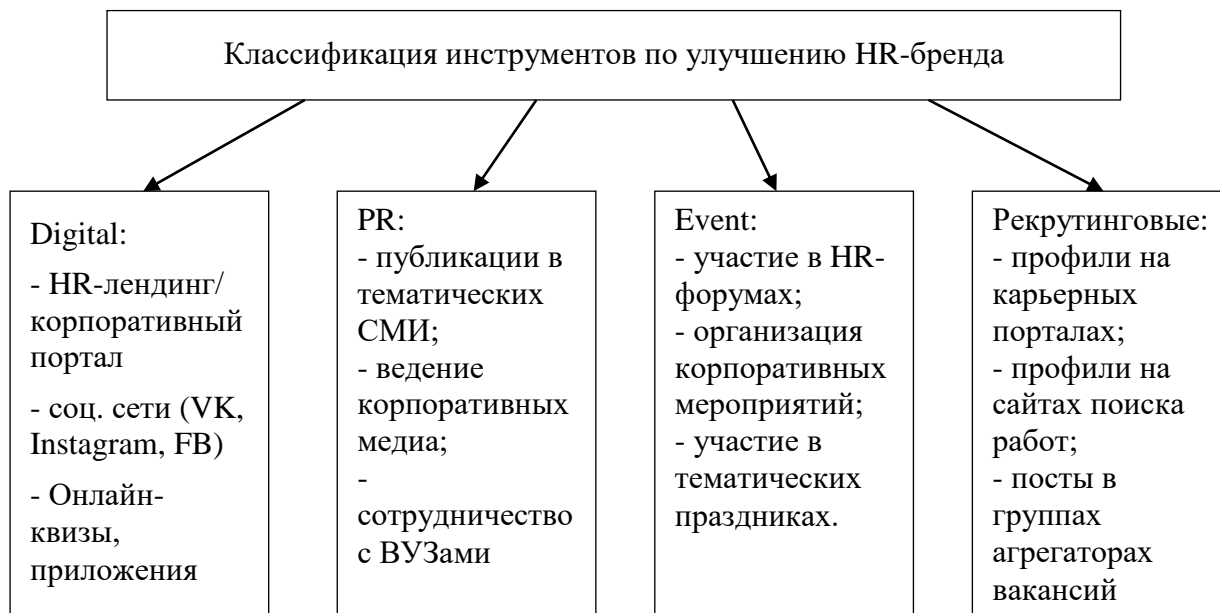 Классификация инструментов по улучшению HR-бренда
Digital:
- HR-лендинг/
корпоративный
портал
- соц. сети (VK,
Instagram, FB)
- Онлайн-
квизы,
приложения
PR:
- публикации в
тематических
СМИ;
- ведение
корпоративных
медиа;
-
сотрудничество
с ВУЗами
Event:
- участие в HR-
форумах;
- организация
корпоративных
мероприятий;
- участие в
тематических
праздниках.
Рекрутинговые:
- профили на
карьерных
порталах;
- профили на
сайтах поиска
работ;
- посты в
группах
агрегаторах
вакансий